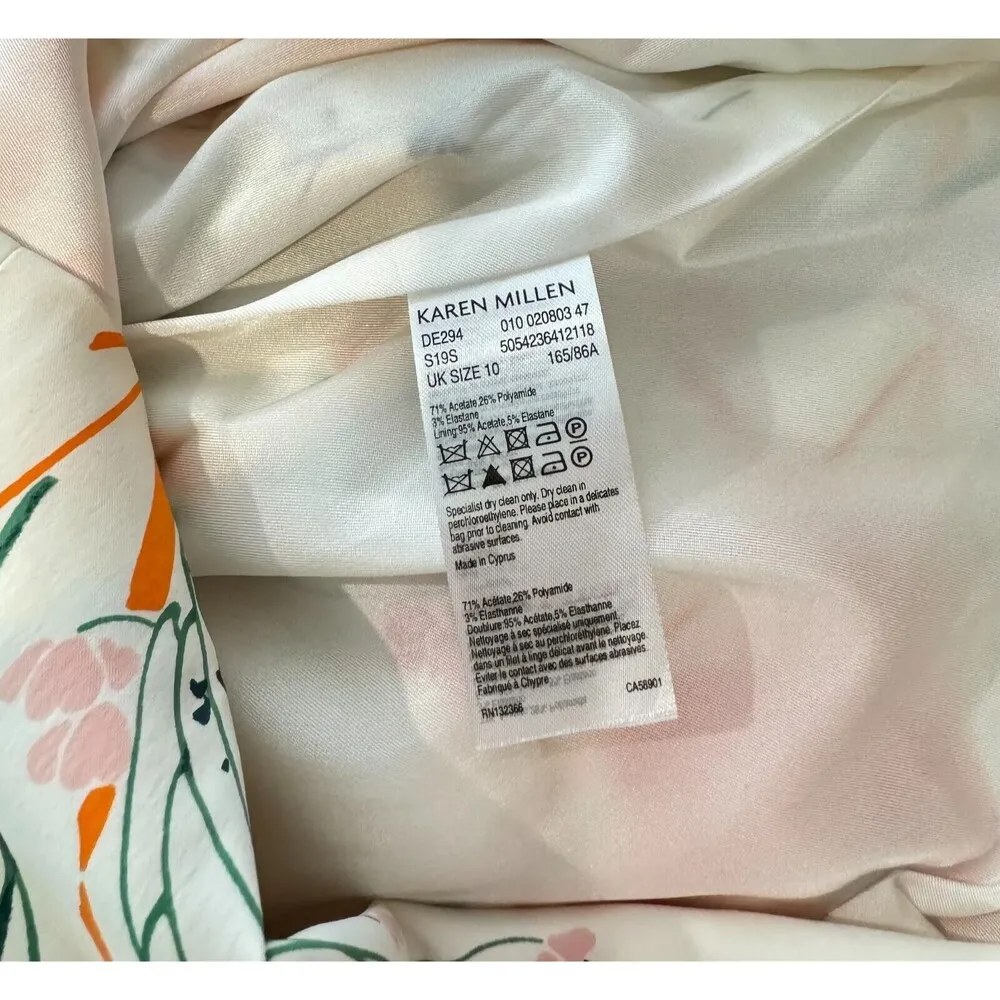 KAREN MILLEN
DE294 010 020803 47
S19S 5054236412118
UK SIZE 10 165/86A
71% Acetate,26% Polyamide
3% Elastane
Lining:95% Acetate,5% Elastane
P
P
Specialist dry clean only. Dry clean in
perchloroethylene. Please place in a delicates
bag prior to cleaning. Avoid contact with
abrasive surfaces.
Made in Cyprus
71% Acétate,26% Polyamide
3% Elasthanne
Doublure:95% Acétate,5% Elasthanne
Nettoyage à sec spécialisé uniquement.
Nettoyage à sec au perchloréthylène. Placez
dans un filet à linge délicat avant le nettoyage.
Eviter le contact avec des surfaces abrasives.
Fabriqué à Chypre
RN132366 CA58901